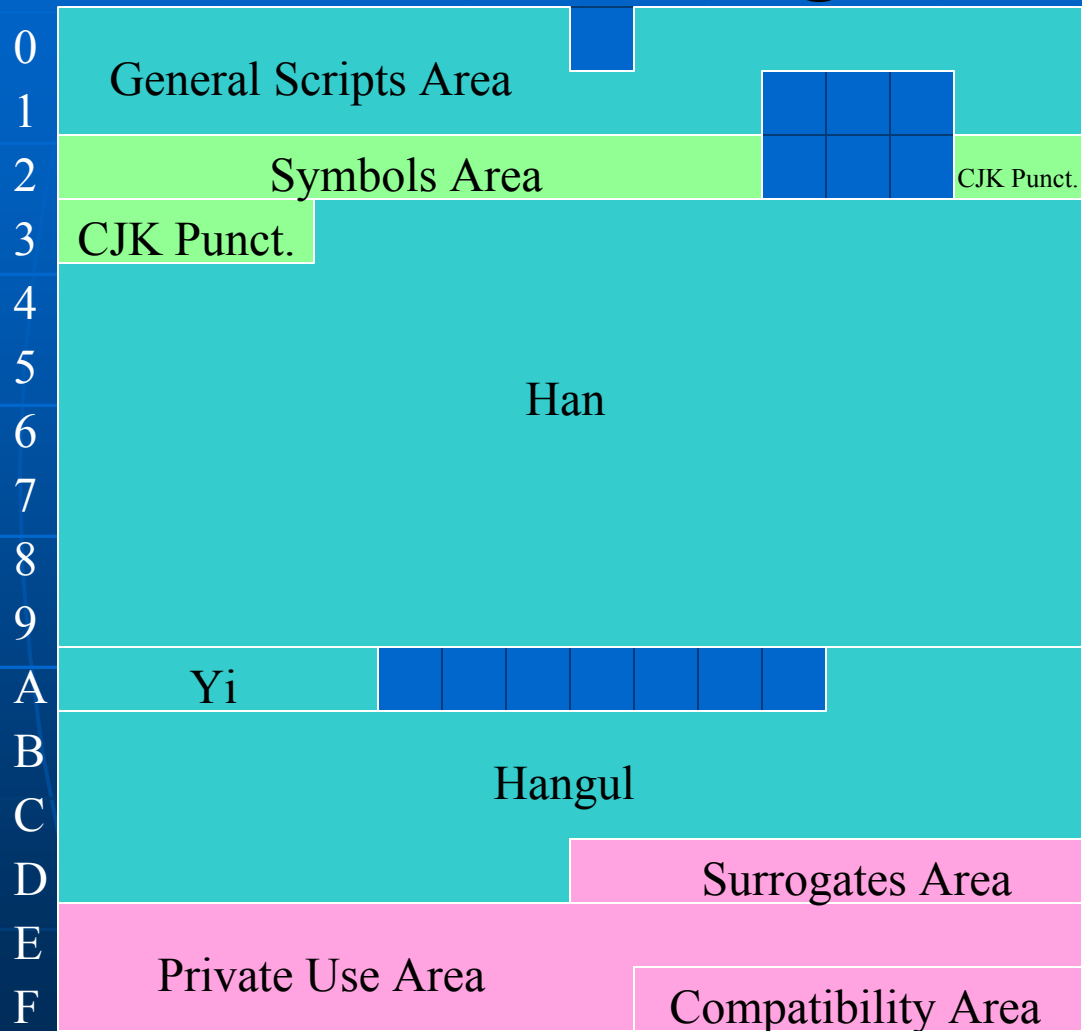 0
General Scripts Area
1
2 Symbols Area CJK Punct.
3 CJK Punct.
4
5
Han
6
7
8
9
A Yi
B
Hangul
C
D Surrogates Area
E
Private Use Area
F Compatibility Area